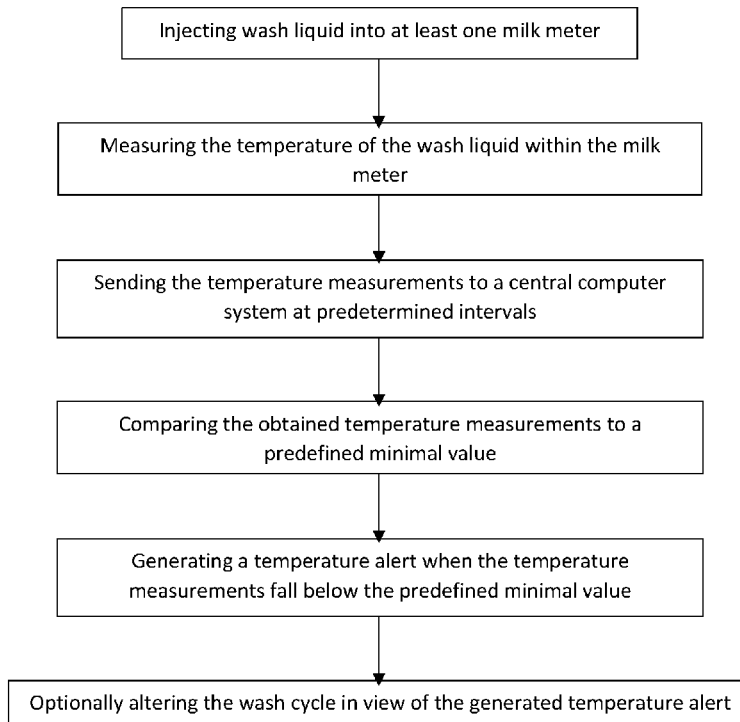 Injecting wash liquid into at least one milk meter
Measuring the temperature of the wash liquid within the milk
meter
Sending the temperature measurements to a central computer
system at predetermined intervals
Comparing the obtained temperature measurements to a
predefined minimal value
Generating a temperature alert when the temperature
measurements fall below the predefined minimal value
Optionally altering the wash cycle in view of the generated temperature alert